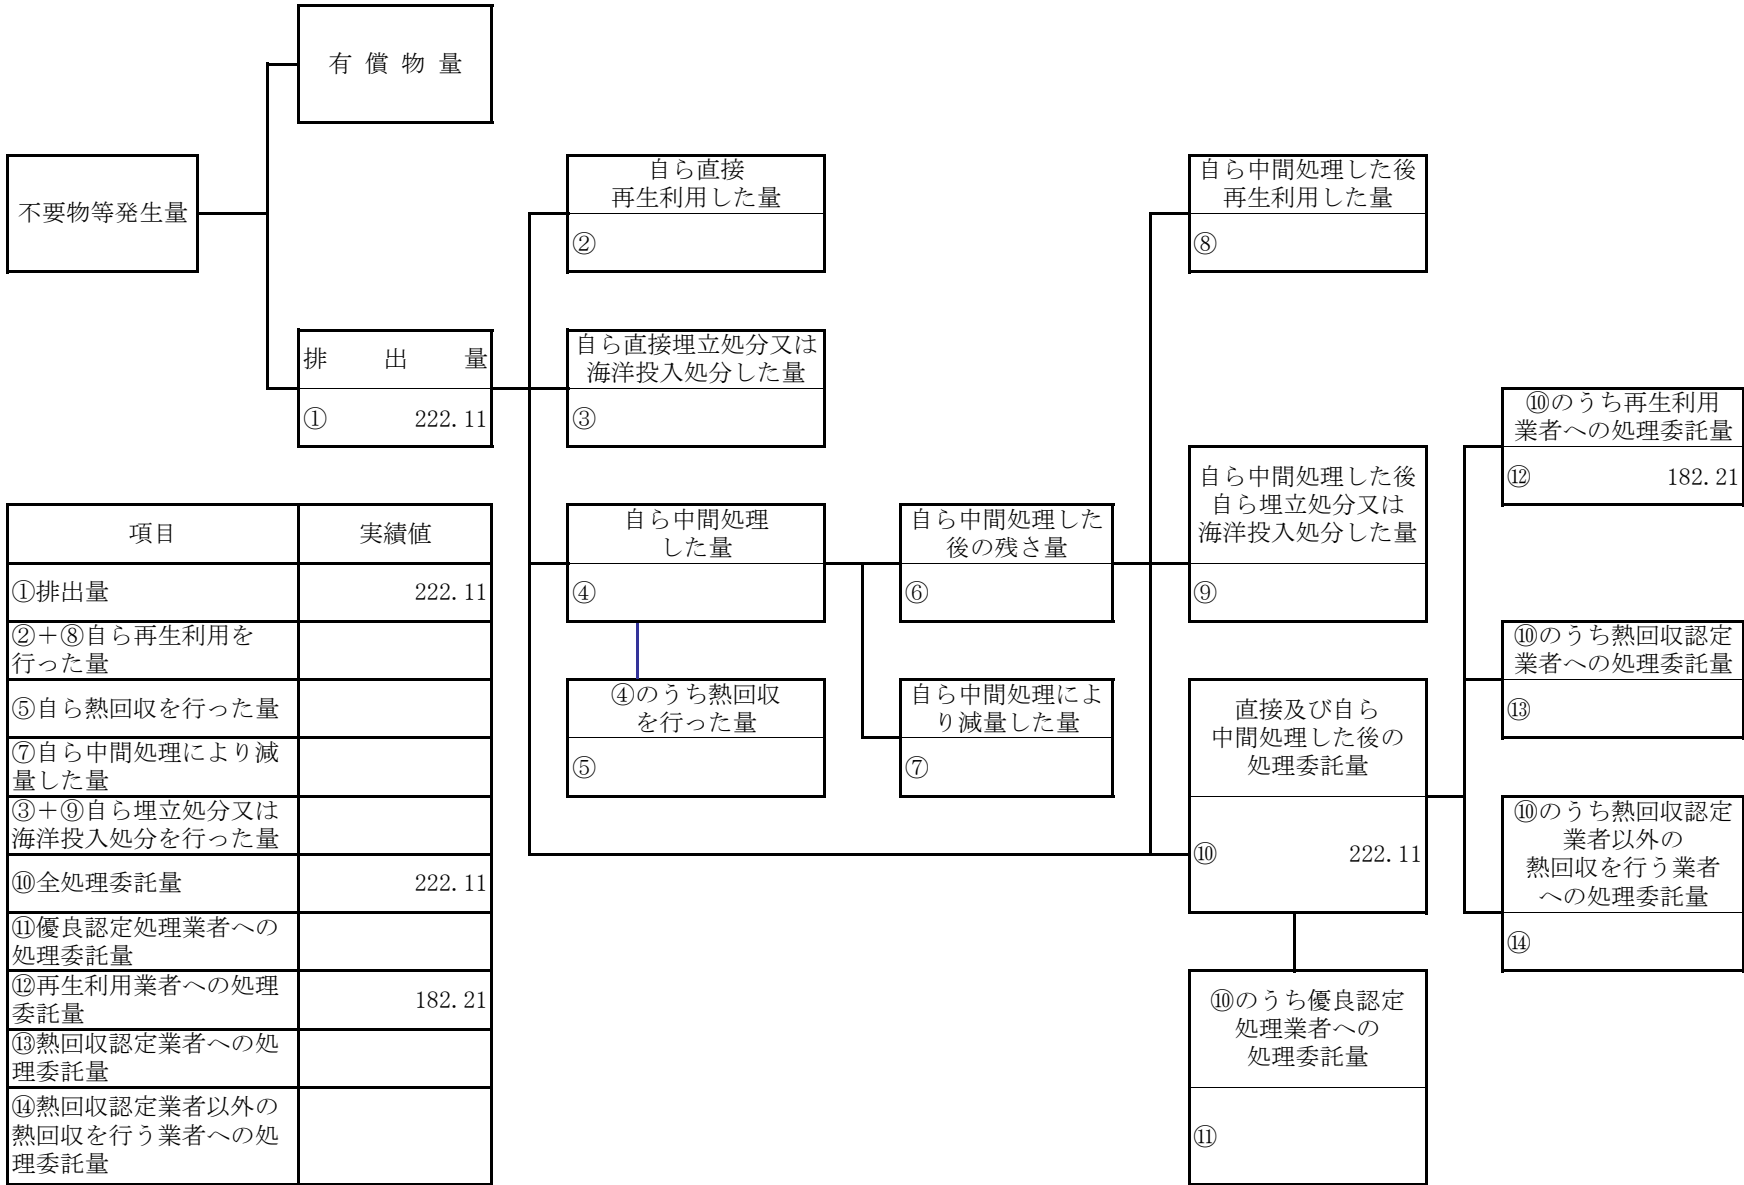 有償物量
不要物等発生量
自ら直接
再生利用した量
②
自ら中間処理した後
再生利用した量
⑧
排出量
① 222.11
自ら直接埋立処分又は
海洋投入処分した量
③
⑩のうち再生利用
業者への処理委託量
⑫ 182.21
自ら中間処理した後
自ら埋立処分又は
海洋投入処分した量
⑨
自ら中間処理
した量
④
自ら中間処理した
後の残さ量
⑥
⑩のうち熱回収認定
業者への処理委託量
⑬
④のうち熱回収
を行った量
⑤
自ら中間処理によ
り減量した量
⑦
直接及び自ら
中間処理した後の
処理委託量
⑩ 222.11
⑩のうち熱回収認定
業者以外の
熱回収を行う業者
への処理委託量
⑭
⑩のうち優良認定
処理業者への
処理委託量
⑪
項目 実績値
①排出量 222.11
②+⑧自ら再生利用を
行った量
⑤自ら熱回収を行った量
⑦自ら中間処理により減
量した量
③+⑨自ら埋立処分又は
海洋投入処分を行った量
⑩全処理委託量 222.11
⑪優良認定処理業者への
処理委託量
⑫再生利用業者への処理
委託量 182.21
⑬熱回収認定業者への処
理委託量
⑭熱回収認定業者以外の
熱回収を行う業者への処
理委託量